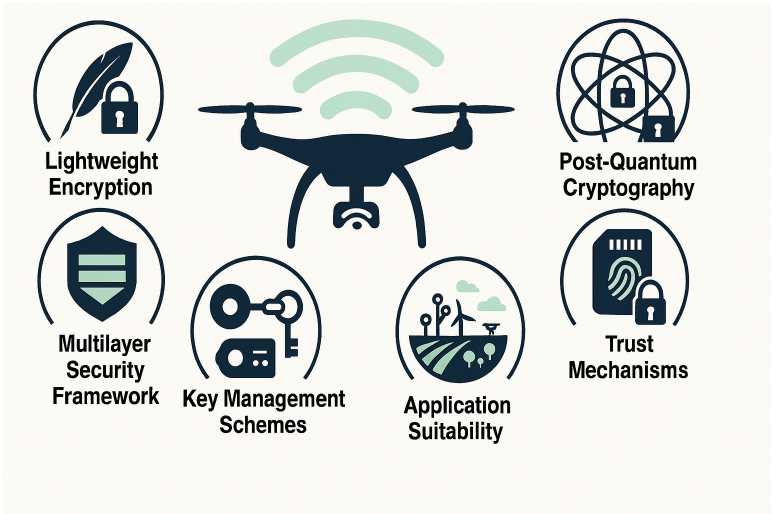 Lightweight
Encryption
Post-Quantum
Cryptography
Multilayer
Security
Framework
Key Management
Schemes
Application
Suitability
Trust
Mechanisms